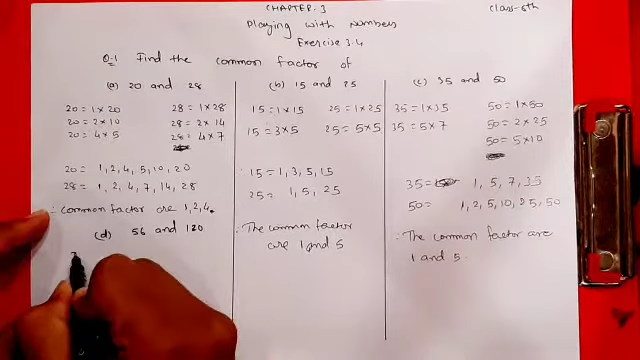 CHAPTER.3
Class-6th
Playing with Numbers
Exercise 3.4
Q.1 Find the common factor of
(a) 20 and 28
20 = 1×20 28 = 1×28
20 = 2×10 28 = 2×14
20 = 4×5 28 = 4×7
20 = 1,2,4,5,10,20
28 = 1,2,4,7,14,28
∴ common factor are 1,2,4.
(d) 56 and 120
(b) 15 and 25
15 = 1×15 25 = 1×25
15 = 3×5 25 = 5×5
15 = 1,3,5,15
25 = 1,5,25
∴ The common factor
are 1 and 5
(c) 35 and 50
35 = 1×35 50 = 1×50
35 = 5×7 50 = 2×25
50 = 5×10
35 = 1,5,7,35
50 = 1,2,5,10,25,50
∴ The common factor are
1 and 5.